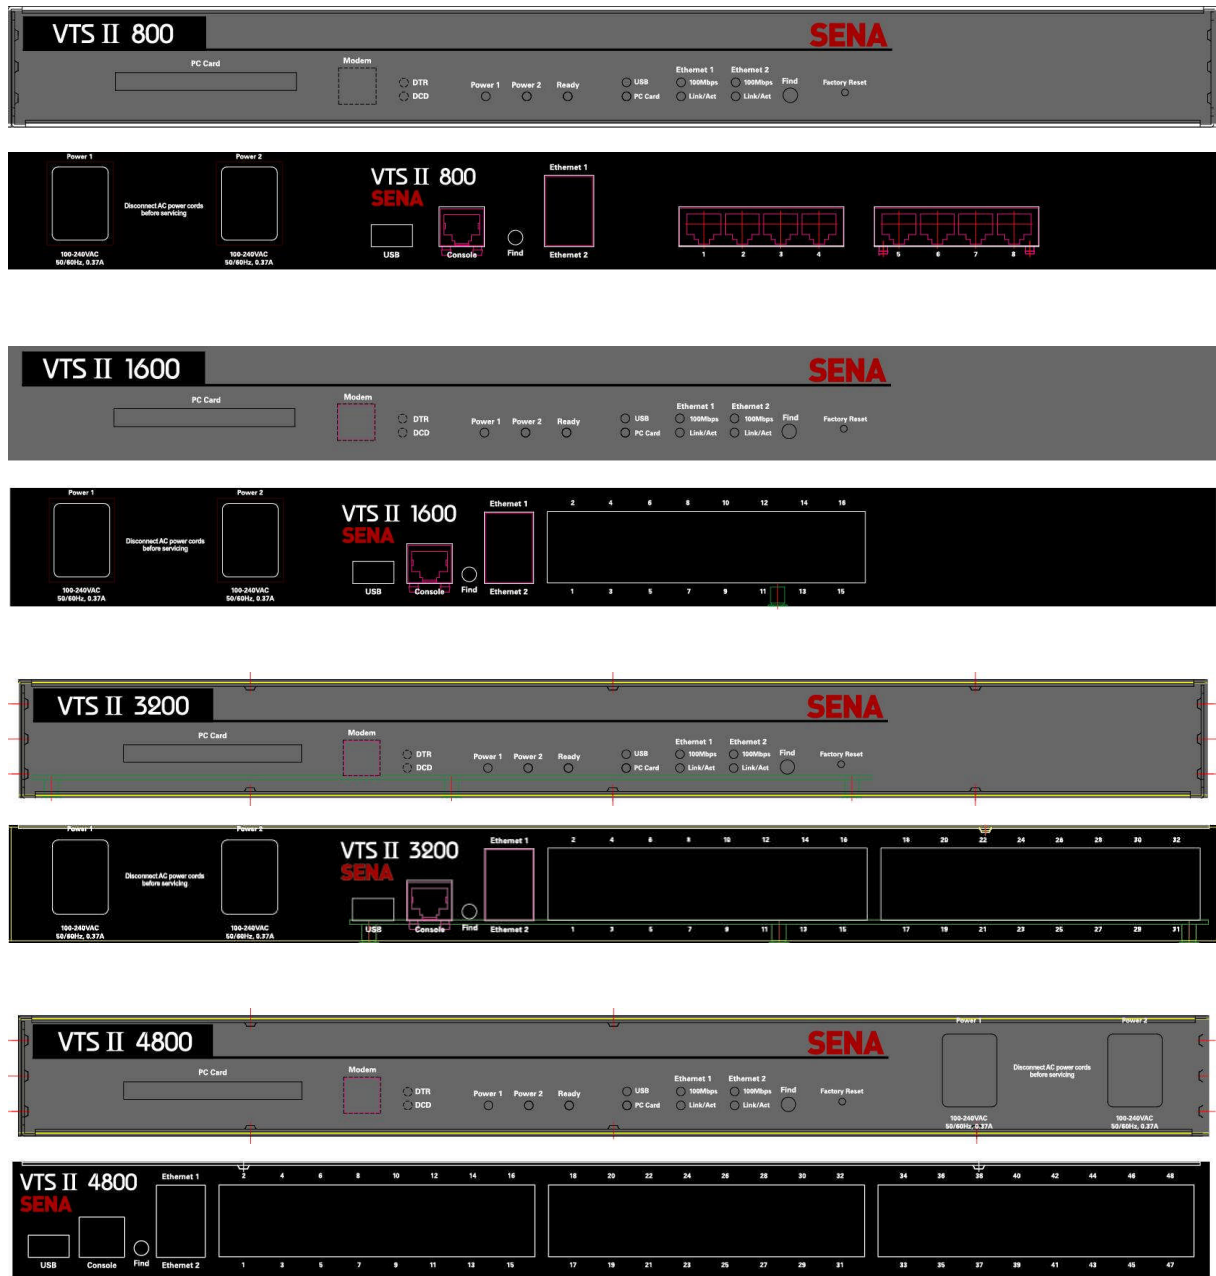 VTS II 800 SENA
PC Card Modem Ethernet 1 Ethernet 2
DTR USB 100Mbps 100Mbps Find Factory Reset
Power 1 Power 2 Ready
DCD PC Card Link/Act Link/Act
Power 1 Power 2
Ethernet 1
VTS II 800
SENA
Disconnect AC power cords
before servicing
USB Console Find Ethernet 2 1 2 3 4 5 6 7 8
100-240VAC 100-240VAC
50/60Hz, 0.37A 50/60Hz, 0.37A
VTS II 1600 SENA
PC Card Modem Ethernet 1 Ethernet 2
DTR USB 100Mbps 100Mbps Find Factory Reset
Power 1 Power 2 Ready
DCD PC Card Link/Act Link/Act
Power 1 Power 2
Ethernet 1 2 4 6 8 10 12 14 16
VTS II 1600
SENA
Disconnect AC power cords
before servicing
USB Console Find Ethernet 2 1 3 5 7 9 11 13 15
100-240VAC 100-240VAC
50/60Hz, 0.37A 50/60Hz, 0.37A
VTS II 3200 SENA
PC Card Modem Ethernet 1 Ethernet 2
DTR USB 100Mbps 100Mbps Find Factory Reset
Power 1 Power 2 Ready
DCD PC Card Link/Act Link/Act
Power 1 Power 2
Ethernet 1 2 4 6 8 10 12 14 16 18 20 22 24 26 28 30 32
VTS II 3200
SENA
Disconnect AC power cords
before servicing
USB Console Find Ethernet 2 1 3 5 7 9 11 13 15 17 19 21 23 25 27 29 31
100-240VAC 100-240VAC
50/60Hz, 0.37A 50/60Hz, 0.37A
VTS II 4800 SENA
Power 1 Power 2
PC Card Modem Ethernet 1 Ethernet 2
DTR USB 100Mbps 100Mbps Find Factory Reset
Power 1 Power 2 Ready
DCD PC Card Link/Act Link/Act
Disconnect AC power cords
before servicing
100-240VAC 100-240VAC
50/60Hz, 0.37A 50/60Hz, 0.37A
Ethernet 1 2 4 6 8 10 12 14 16 18 20 22 24 26 28 30 32 34 36 38 40 42 44 46 48
VTS II 4800
SENA
USB Console Find Ethernet 2 1 3 5 7 9 11 13 15 17 19 21 23 25 27 29 31 33 35 37 39 41 43 45 47